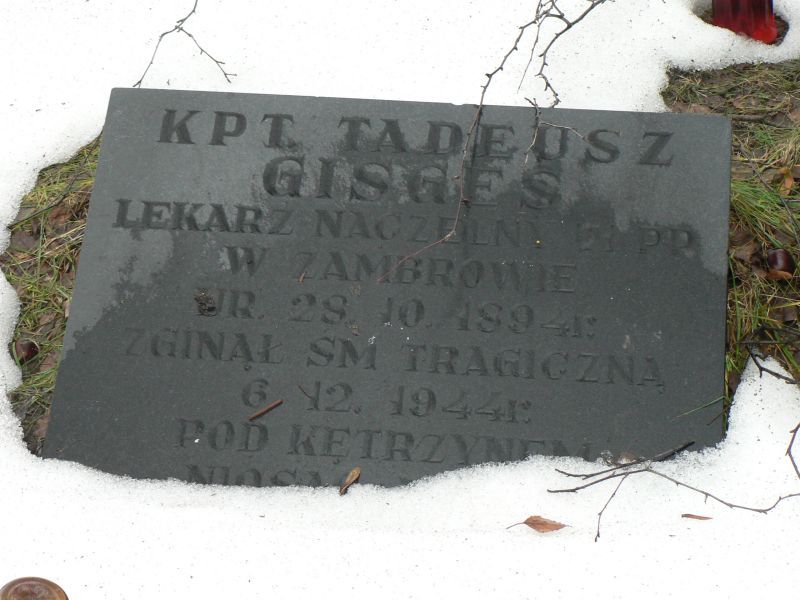 KPT. TADEUSZ
GISGES
LEKARZ NACZELNY 71 PP
W ZAMBROWIE
UR. 28. 10. 1894r.
ZGINĄŁ ŚM TRAGICZNĄ
6. 12. 1944r.
POD KĘTRZYNEM